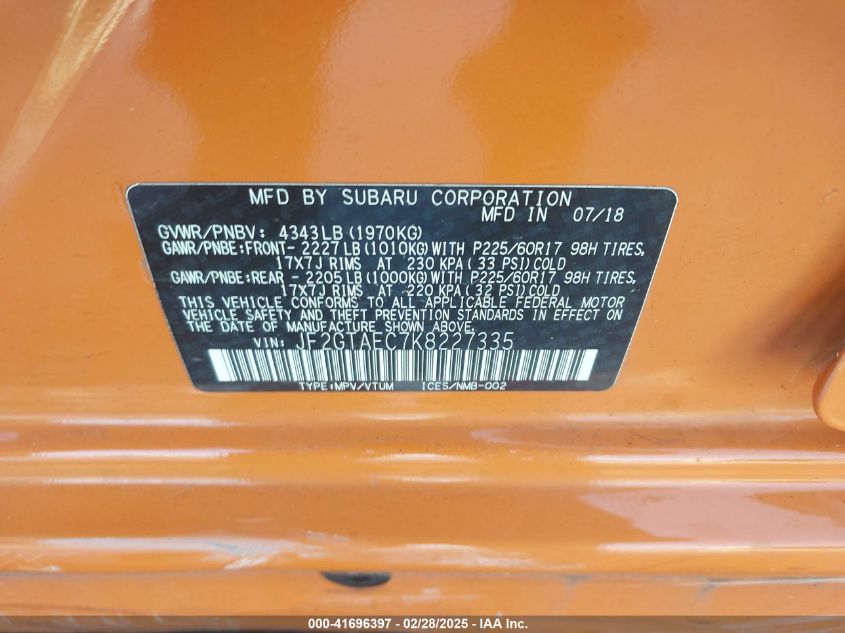 MFD BY SUBARU CORPORATION
MFD IN 07/18
GVWR/PNBV: 4343LB(1970KG)
GAWR/PNBE:FRONT- 2227LB(1010KG)WITH P225/60R17 98H TIRES,
17X7J RIMS AT 230 KPA(33 PSI)COLD
GAWR/PNBE:REAR - 2205LB(1000KG)WITH P225/60R17 98H TIRES,
17X7J RIMS AT 220 KPA(32 PSI)COLD
THIS VEHICLE CONFORMS TO ALL APPLICABLE FEDERAL MOTOR
VEHICLE SAFETY AND THEFT PREVENTION STANDARDS IN EFFECT ON
THE DATE OF MANUFACTURE SHOWN ABOVE.
VIN: JF2GTAEC7K8227335
TYPE:MPV/VTUM ICES/NMB-002
000-41696397 - 02/28/2025 - IAA Inc.